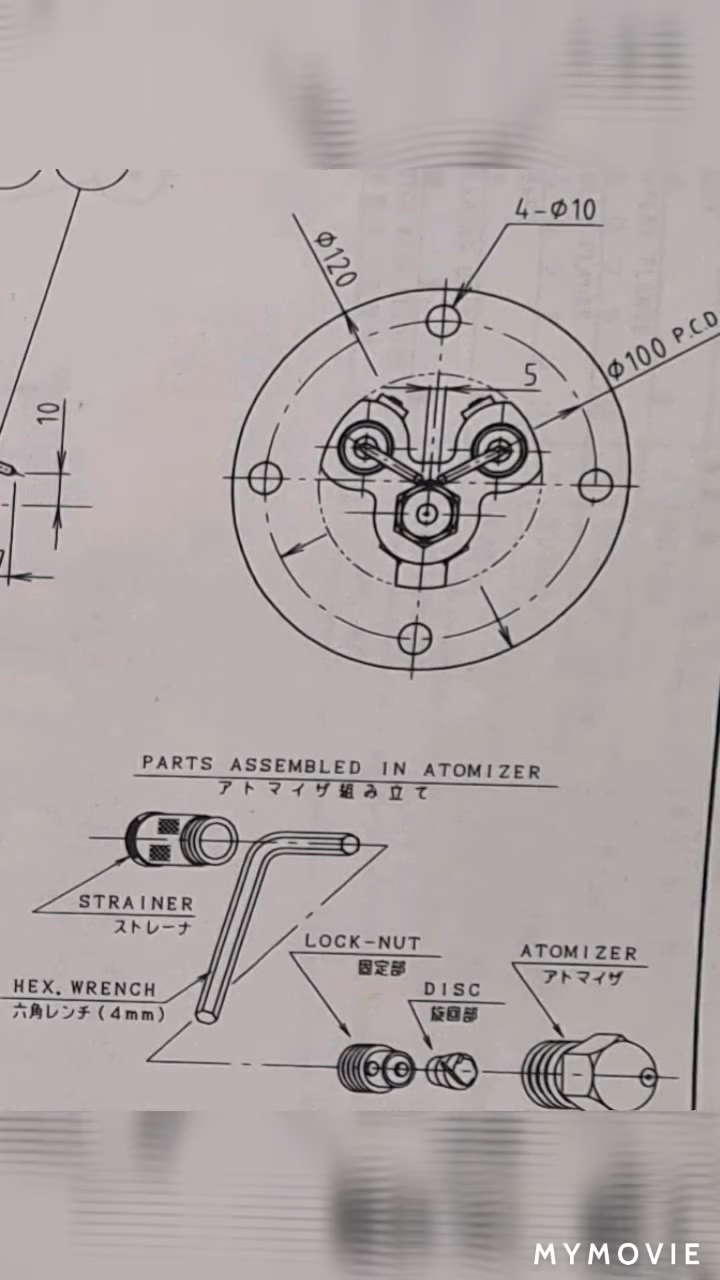 4-Φ10
Φ120
Φ100 P.C.D
5
10
PARTS ASSEMBLED IN ATOMIZER
アトマイザ組み立て
STRAINER
ストレーナ
LOCK-NUT
固定部
ATOMIZER
アトマイザ
HEX. WRENCH
六角レンチ(4mm)
DISC
旋回部
MYMOVIE